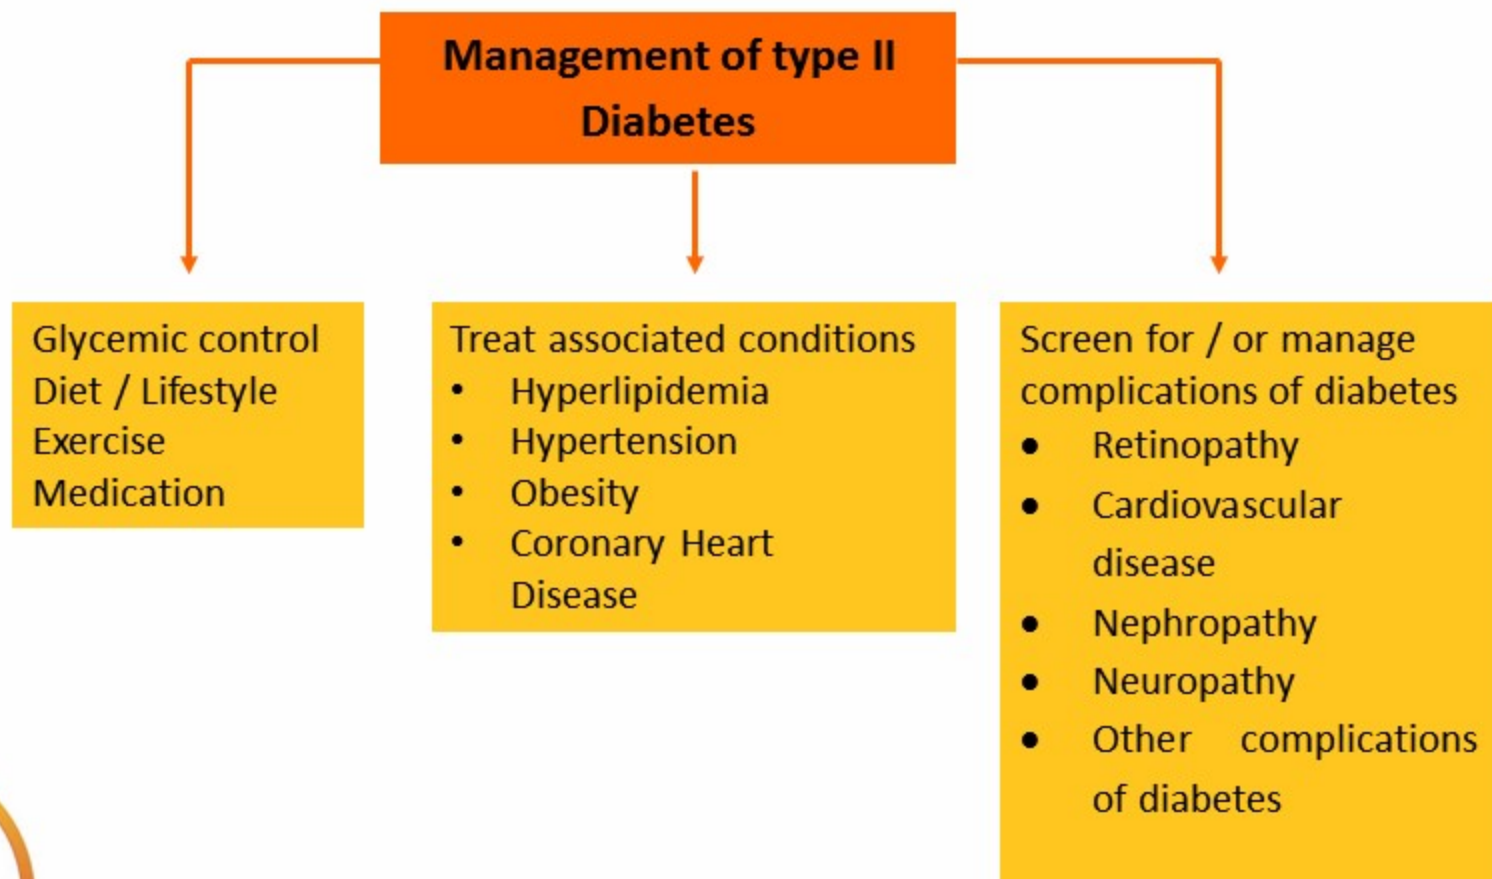 Management of type II
Diabetes
Glycemic control
Diet / Lifestyle
Exercise
Medication
Treat associated conditions
• Hyperlipidemia
• Hypertension
• Obesity
• Coronary Heart
Disease
Screen for / or manage
complications of diabetes
• Retinopathy
• Cardiovascular
disease
• Nephropathy
• Neuropathy
• Other complications
of diabetes